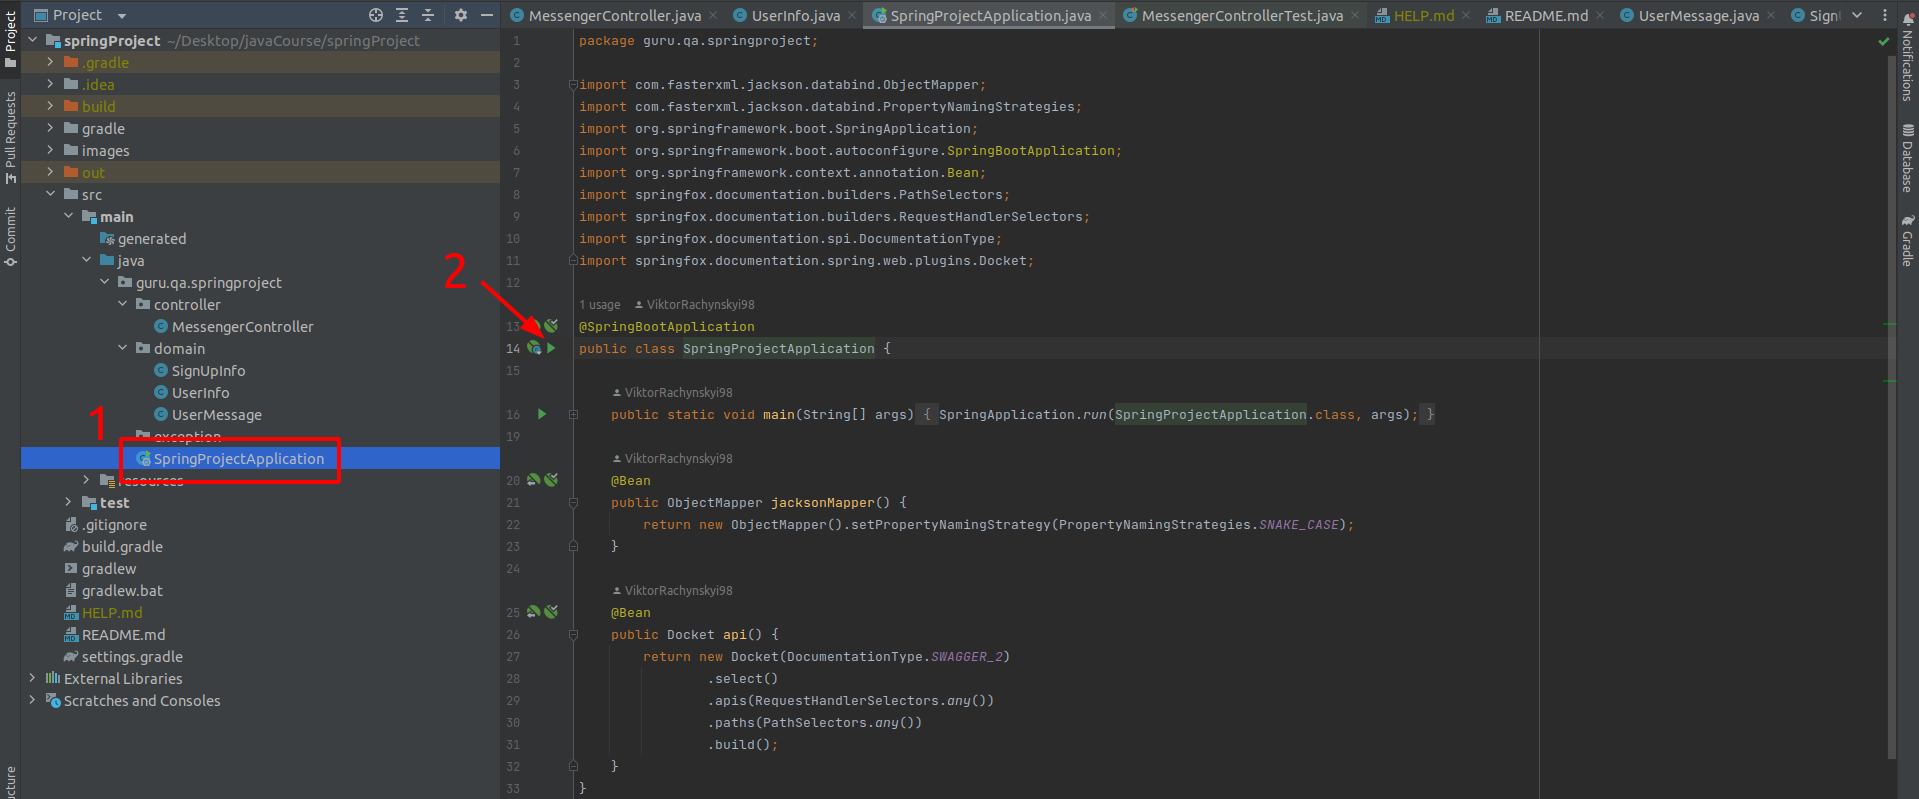 Project
MessengerController.java
UserInfo.java
SpringProjectApplication.java
MessengerControllerTest.java
HELP.md
README.md
UserMessage.java
Project
Pull Requests
Commit
springProject ~/Desktop/javaCourse/springProject
.gradle
.idea
build
gradle
images
out
src
main
generated
java
guru.qa.springproject
controller
MessengerController
domain
SignUpInfo
UserInfo
UserMessage
1
exception
SpringProjectApplication
resources
test
.gitignore
build.gradle
gradlew
gradlew.bat
HELP.md
README.md
settings.gradle
External Libraries
Scratches and Consoles
2
1 package guru.qa.springproject;
2
3 import com.fasterxml.jackson.databind.ObjectMapper;
4 import com.fasterxml.jackson.databind.PropertyNamingStrategies;
5 import org.springframework.boot.SpringApplication;
6 import org.springframework.boot.autoconfigure.SpringBootApplication;
7 import org.springframework.context.annotation.Bean;
8 import springfox.documentation.builders.PathSelectors;
9 import springfox.documentation.builders.RequestHandlerSelectors;
10 import springfox.documentation.spi.DocumentationType;
11 import springfox.documentation.spring.web.plugins.Docket;
12
1 usage ViktorRachynskyi98
13 @SpringBootApplication
14 public class SpringProjectApplication {
15
ViktorRachynskyi98
16 public static void main(String[] args) { SpringApplication.run(SpringProjectApplication.class, args); }
19
ViktorRachynskyi98
20 @Bean
21 public ObjectMapper jacksonMapper() {
22 return new ObjectMapper().setPropertyNamingStrategy(PropertyNamingStrategies.SNAKE_CASE);
23 }
24
ViktorRachynskyi98
25 @Bean
26 public Docket api() {
27 return new Docket(DocumentationType.SWAGGER_2)
28 .select()
29 .apis(RequestHandlerSelectors.any())
30 .paths(PathSelectors.any())
31 .build();
32 }
33 }
Notifications
Database
Gradle